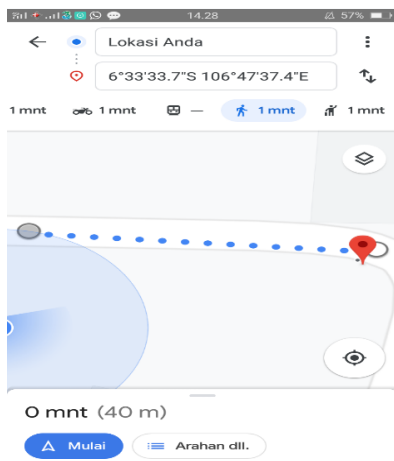 14.28
57%
Lokasi Anda
6°33'33.7"S 106°47'37.4"E
1 mnt 1 mnt — 1 mnt 1 mnt
0 mnt (40 m)
Mulai Arahan dll.